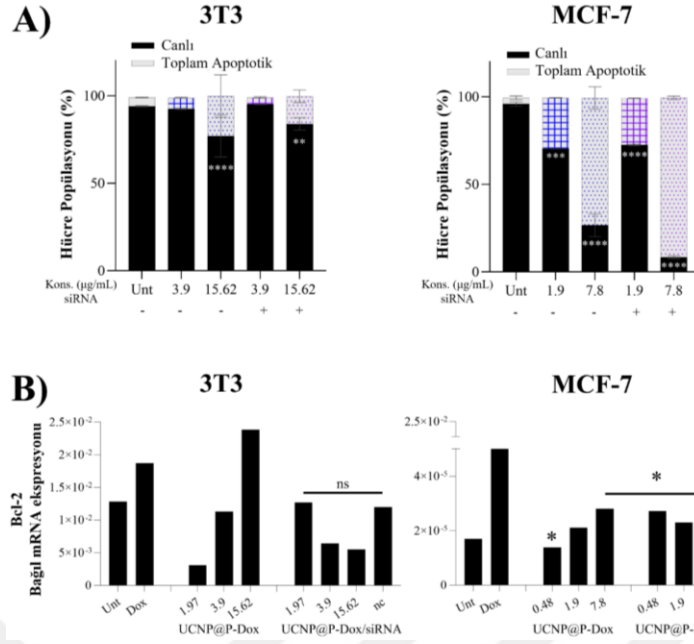 A)
3T3
MCF-7
Canlı
Toplam Apoptotik
Canlı
Toplam Apoptotik
Hücre Popülasyonu (%)
100
50
0
****
**
Hücre Popülasyonu (%)
100
50
0
***
****
****
****
Kons. (µg/mL) Unt 3.9 15.62 3.9 15.62
siRNA - - - + +
Kons. (µg/mL) Unt 1.9 7.8 1.9 7.8
siRNA - - - + +
B)
3T3
MCF-7
Bcl-2
Bağıl mRNA ekspresyonu
2.5×10⁻²
2×10⁻²
1.5×10⁻²
1×10⁻²
5×10⁻³
0
ns
Unt Dox 1.97 3.9 15.62 1.97 3.9 15.62 nc
UCNP@P-Dox UCNP@P-Dox/siRNA
2.5×10⁻²
4×10⁻⁵
2×10⁻⁵
0
*
*
Unt Dox 0.48 1.9 7.8 0.48 1.9
UCNP@P-Dox UCNP@P-